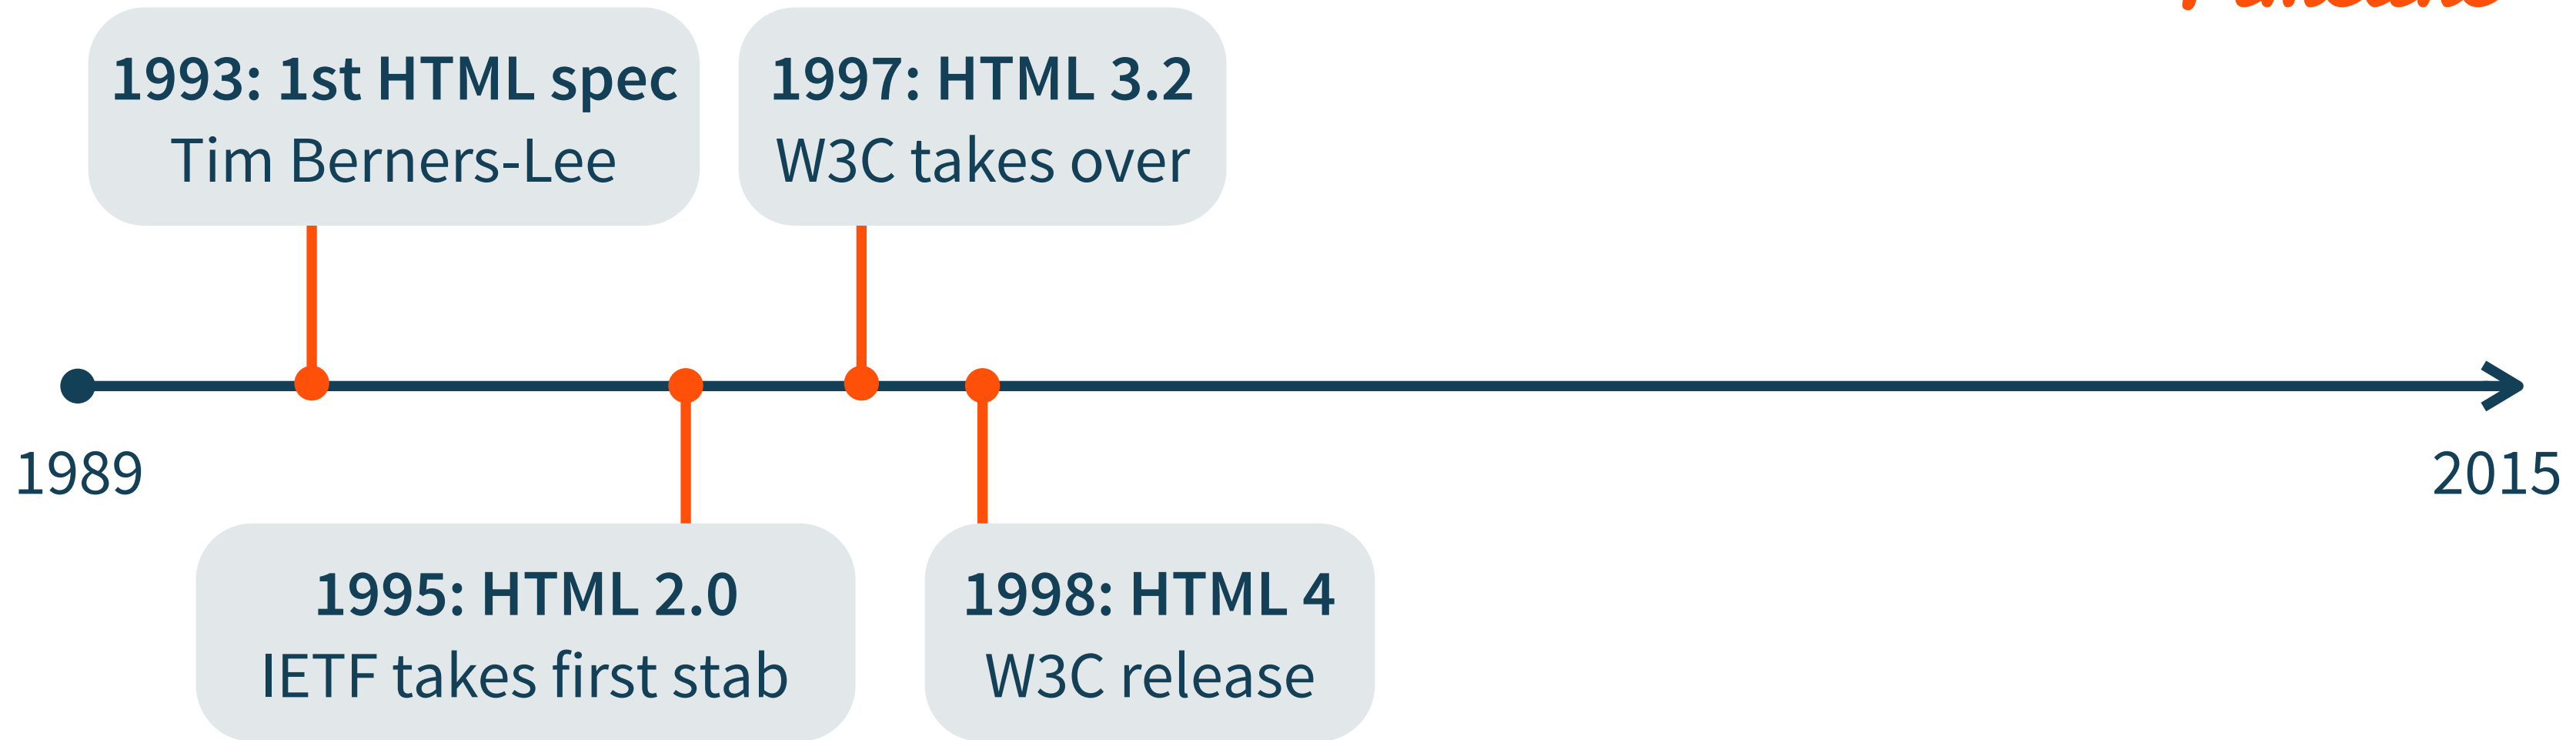 1993: 1st HTML spec
Tim Berners-Lee
1997: HTML 3.2
W3C takes over
1989
2015
1995: HTML 2.0
IETF takes first stab
1998: HTML 4
W3C release